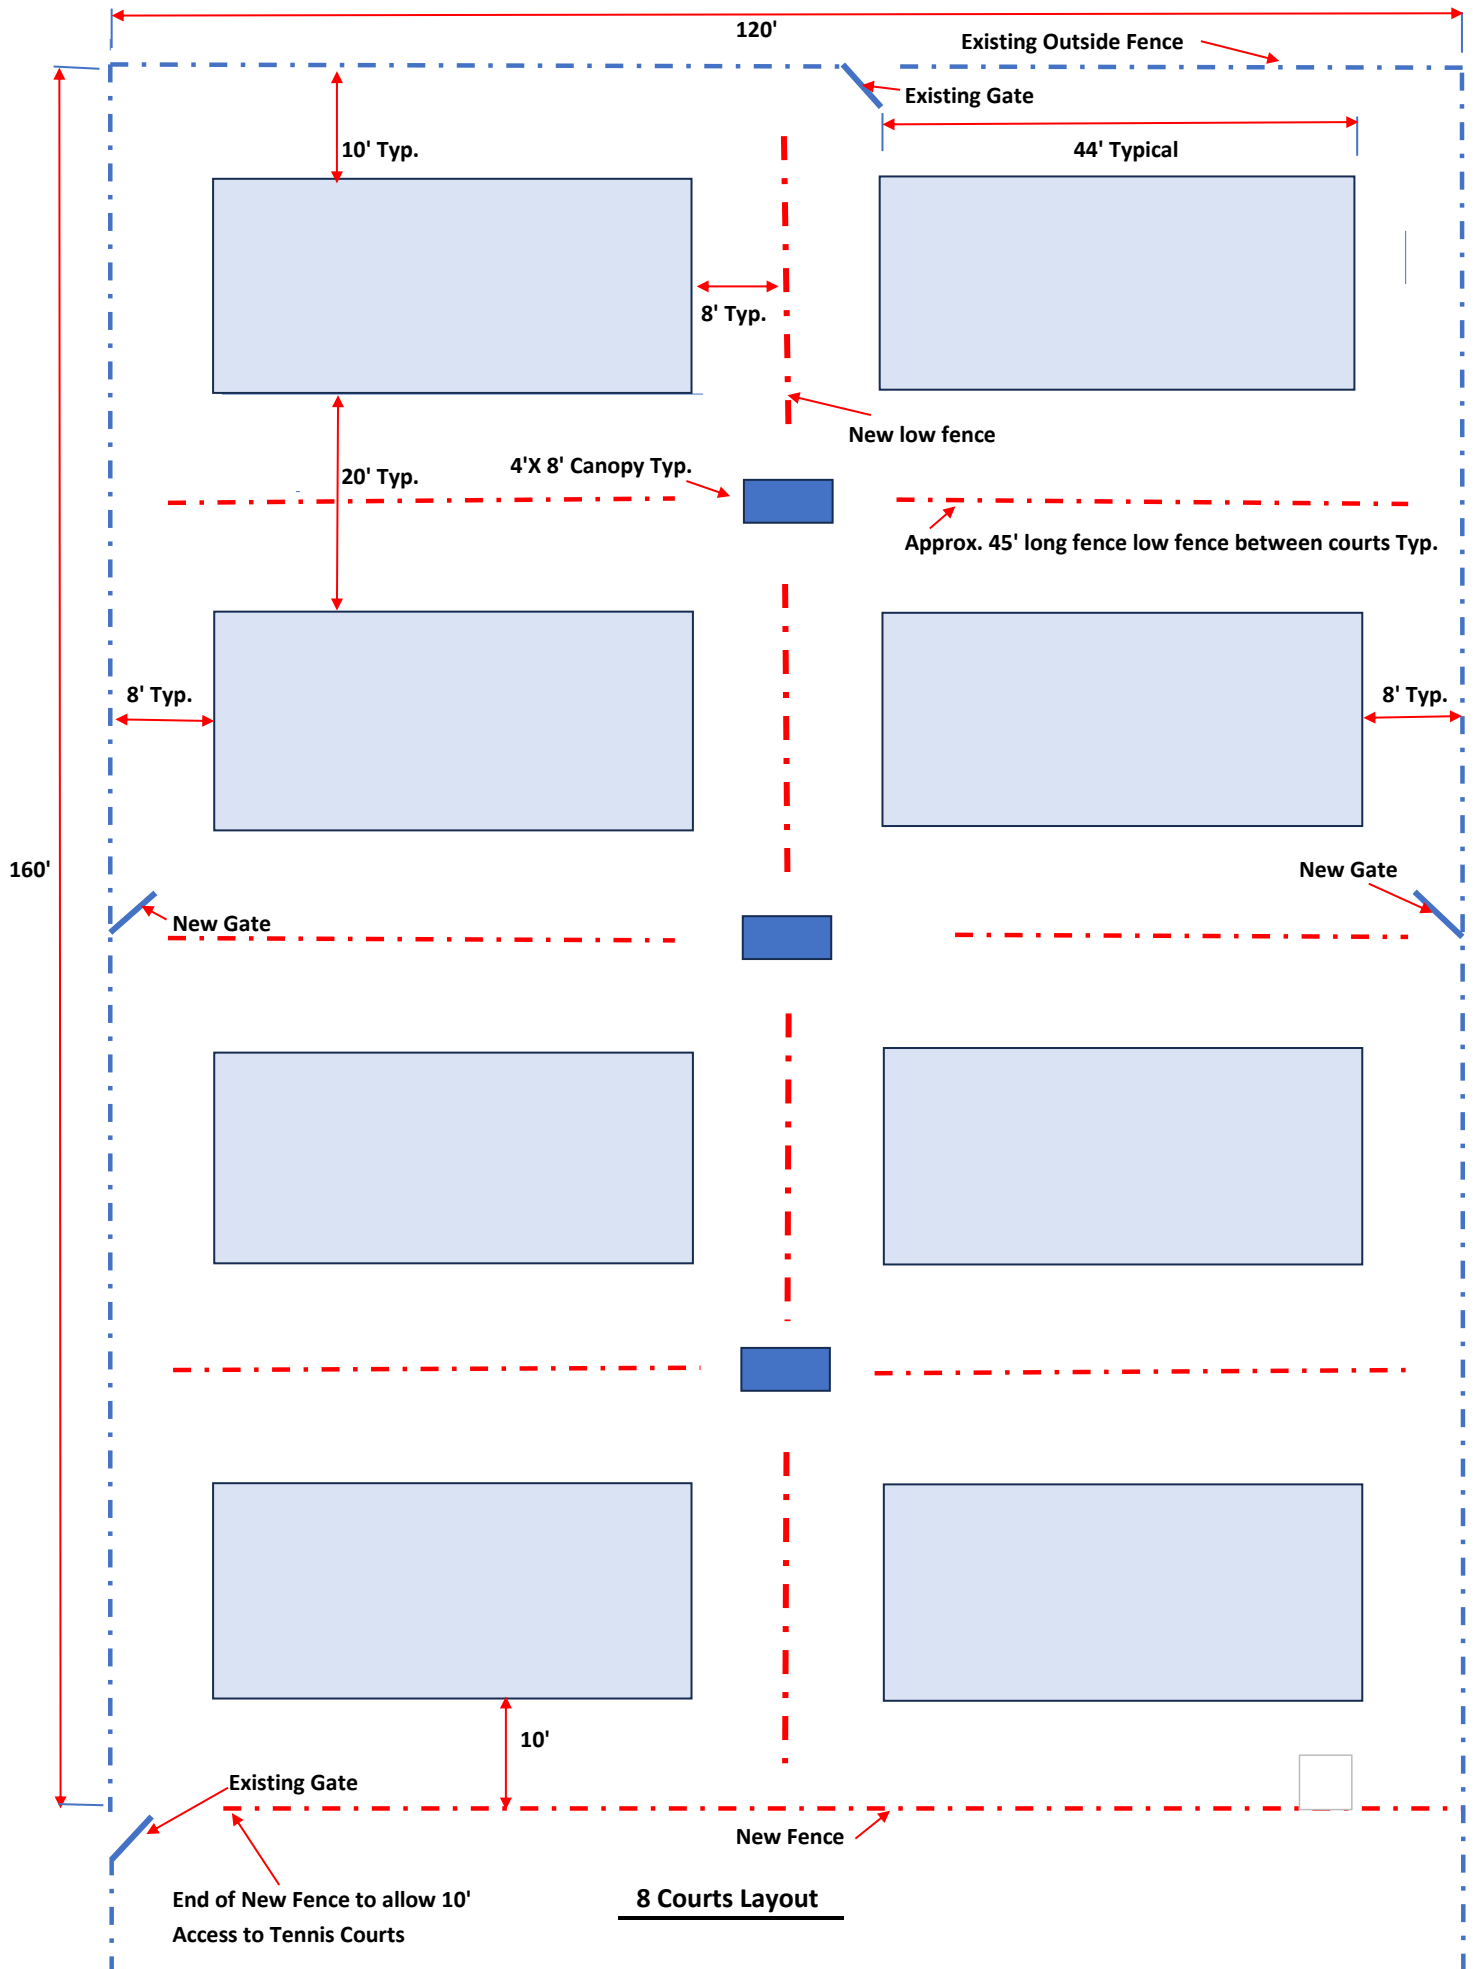 120'
Existing Outside Fence
Existing Gate
10' Typ.
44' Typical
8' Typ.
New low fence
4'X 8' Canopy Typ.
20' Typ.
Approx. 45' long fence low fence between courts Typ.
8' Typ.
8' Typ.
160'
New Gate
New Gate
10'
Existing Gate
New Fence
End of New Fence to allow 10'
Access to Tennis Courts
8 Courts Layout